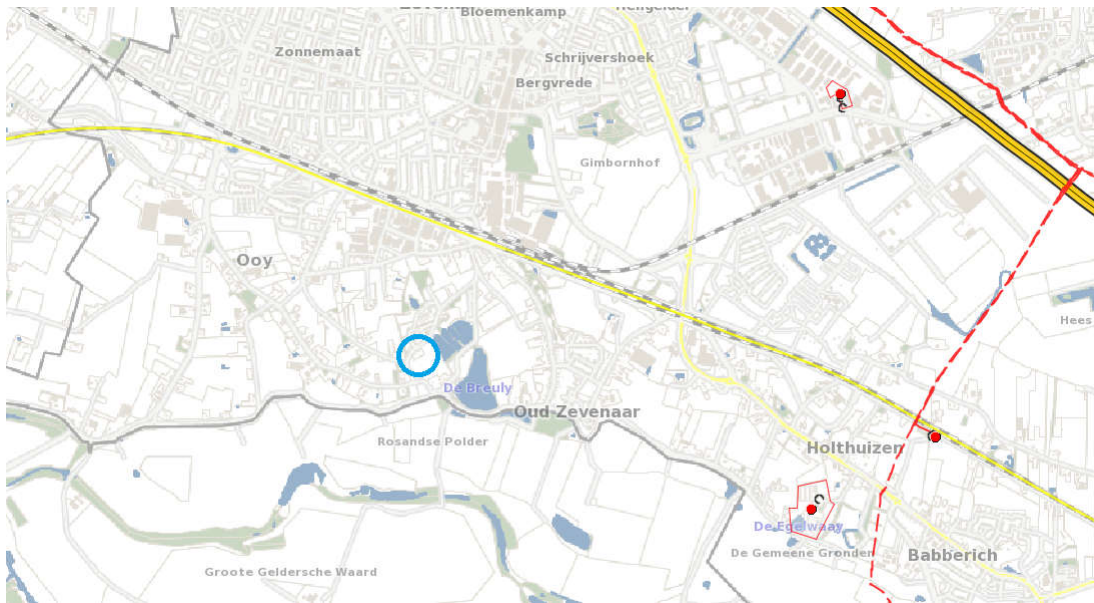 Bloemenkamp
Zonnemaat
Schrijvershoek
Bergvrede
Gimbornhof
Ooy
Hees
De Breuly
Oud Zevenaar
Rosandse Polder
Holthuizen
De Egelwaay
De Gemeene Gronden
Babberich
Groote Geldersche Waard